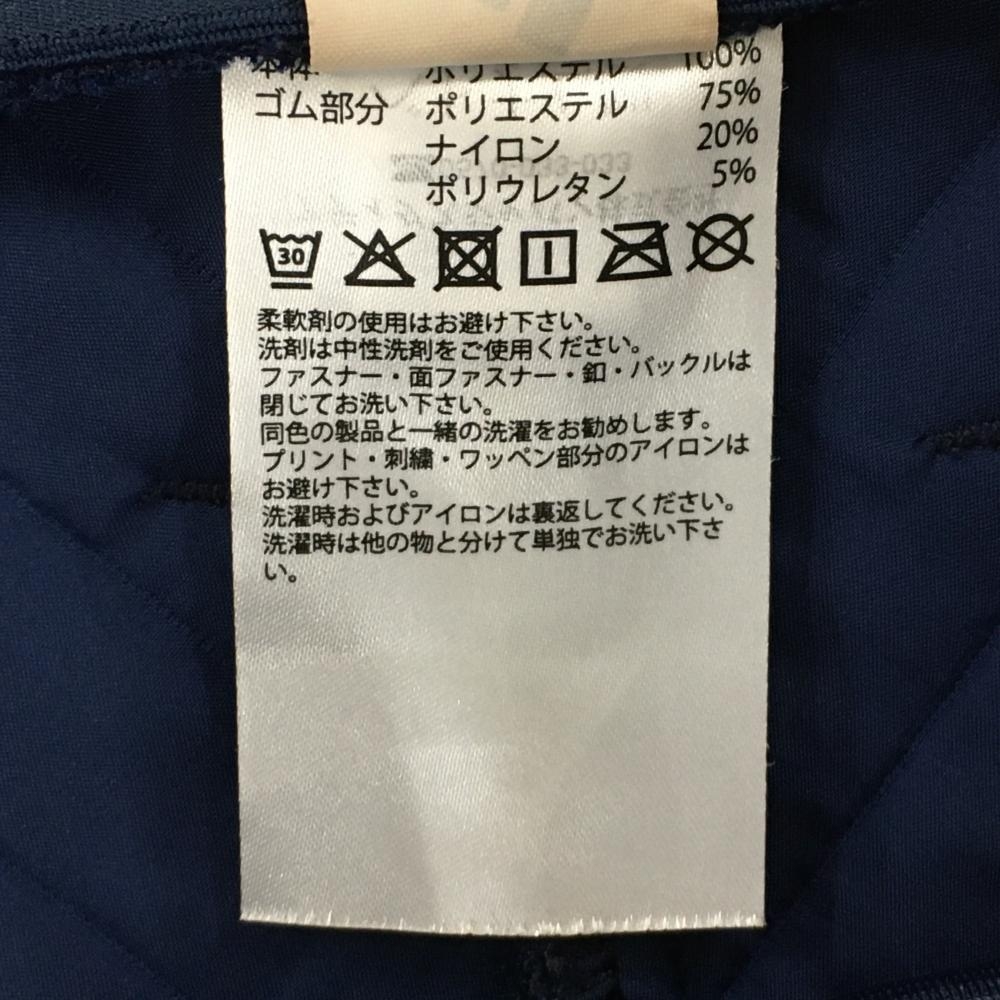 本体 ポリエステル 100%
ゴム部分 ポリエステル 75%
ナイロン 20%
ポリウレタン 5%
30
柔軟剤の使用はお避け下さい。
洗剤は中性洗剤をご使用ください。
ファスナー・面ファスナー・釦・バックルは
閉じてお洗い下さい。
同色の製品と一緒の洗濯をお勧めします。
プリント・刺繍・ワッペン部分のアイロンは
お避け下さい。
洗濯時およびアイロンは裏返してください。
洗濯時は他の物と分けて単独でお洗い下さ
い。